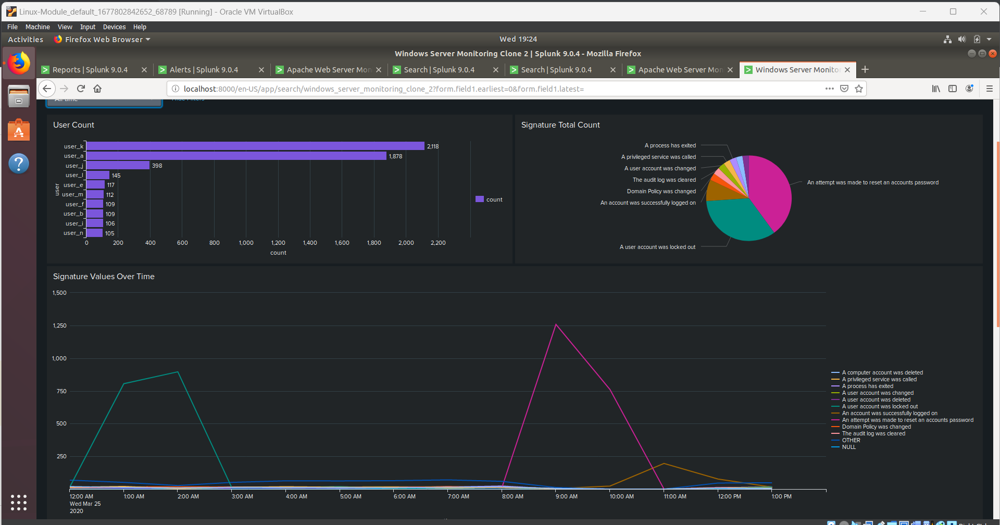 Linux-Module_default_1677802842652_68789 [Running] - Oracle VM VirtualBox
File Machine View Input Devices Help
Activities Firefox Web Browser Wed 19:24
Windows Server Monitoring Clone 2 | Splunk 9.0.4 - Mozilla Firefox
Reports | Splunk 9.0.4 Alerts | Splunk 9.0.4 Apache Web Server Mon Search | Splunk 9.0.4 Search | Splunk 9.0.4 Apache Web Server Mon Windows Server Monito
localhost:8000/en-US/app/search/windows_server_monitoring_clone_2?form.field1.earliest=0&form.field1.latest=
All time Hide Filters
User Count
user_k 2,118
user_a 1,878
user_j 398
user_l 145
user_e 117
user_m 112
user_f 109
user_b 109
user_i 106
user_n 105
user
0 200 400 600 800 1,000 1,200 1,400 1,600 1,800 2,000 2,200
count
count
Signature Total Count
A process has exited
A privileged service was called
A user account was changed
The audit log was cleared
Domain Policy was changed
An account was successfully logged on
A user account was locked out
An attempt was made to reset an accounts password
Signature Values Over Time
1,500
1,250
1,000
750
500
250
12:00 AM 1:00 AM 2:00 AM 3:00 AM 4:00 AM 5:00 AM 6:00 AM 7:00 AM 8:00 AM 9:00 AM 10:00 AM 11:00 AM 12:00 PM 1:00 PM
Wed Mar 25
2020
A computer account was deleted
A privileged service was called
A process has exited
A user account was changed
A user account was deleted
A user account was locked out
An account was successfully logged on
An attempt was made to reset an accounts password
Domain Policy was changed
The audit log was cleared
OTHER
NULL